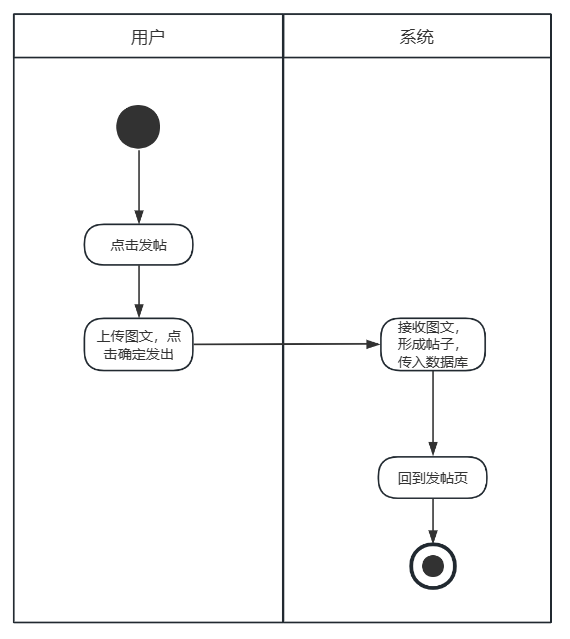 用户
系统
点击发帖
上传图文，点
击确定发出
接收图文，
形成帖子，
传入数据库
回到发帖页